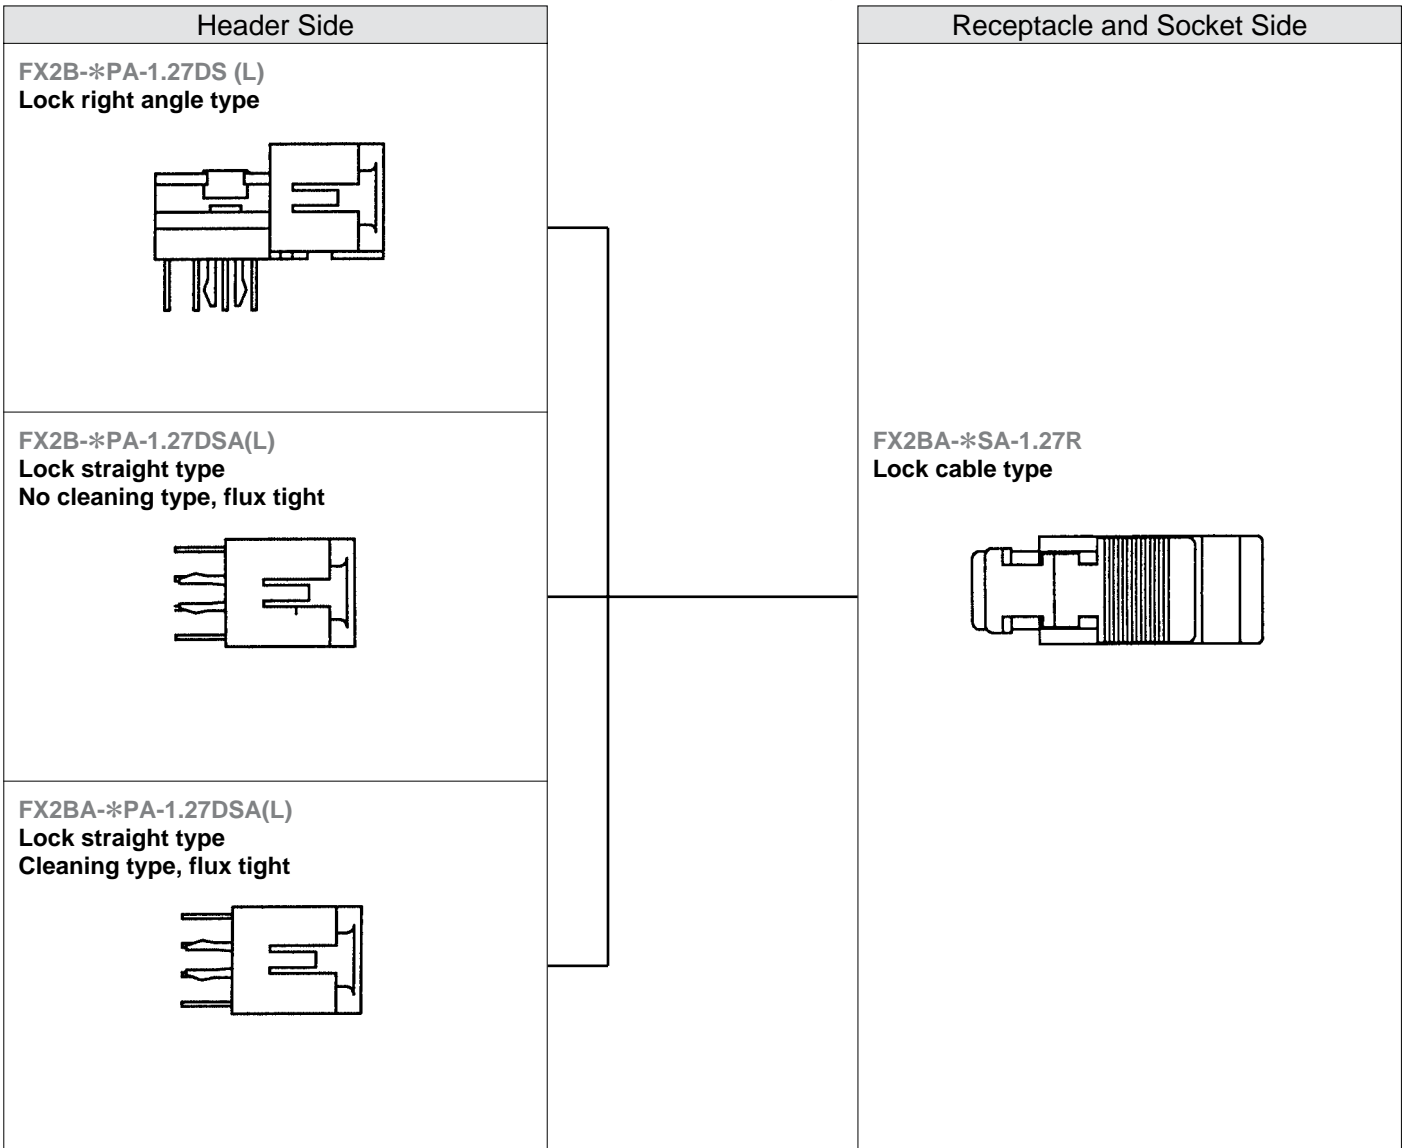 Header Side
FX2B-*PA-1.27DS (L)
Lock right angle type
FX2B-*PA-1.27DSA(L)
Lock straight type
No cleaning type, flux tight
FX2BA-*PA-1.27DSA(L)
Lock straight type
Cleaning type, flux tight
Receptacle and Socket Side
FX2BA-*SA-1.27R
Lock cable type